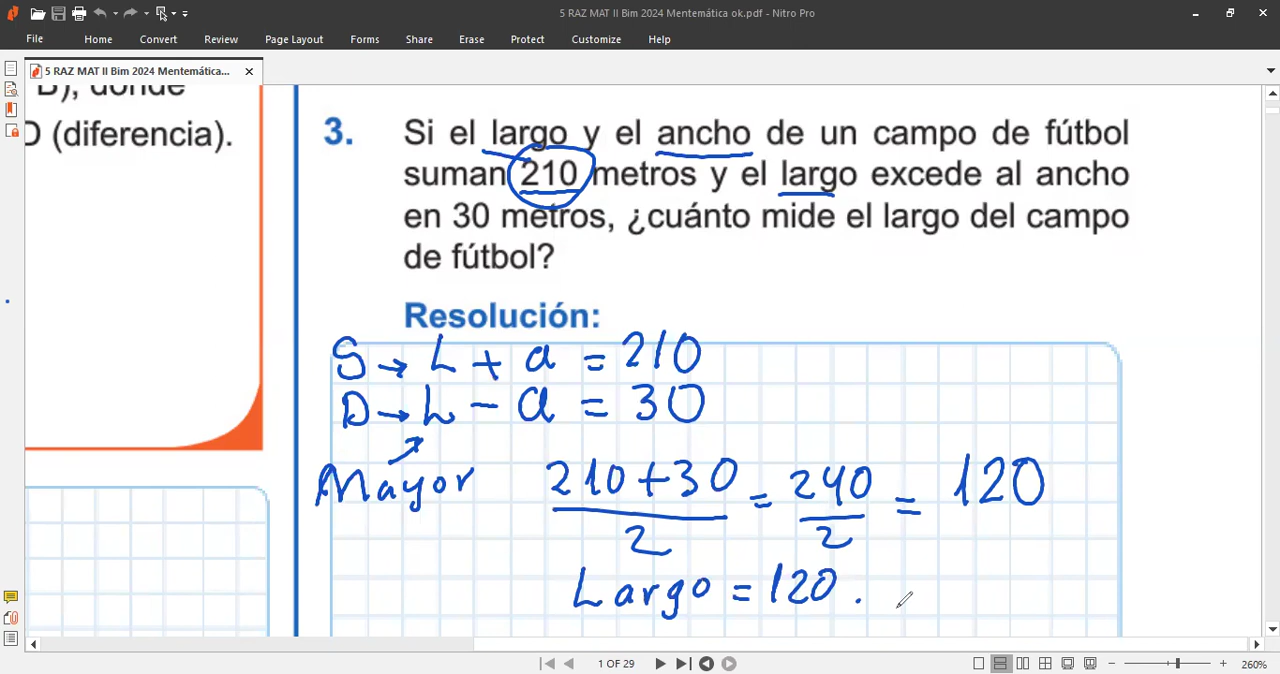 5 RAZ MAT II Bim 2024 Mentemática ok.pdf - Nitro Pro
File Home Convert Review Page Layout Forms Share Erase Protect Customize Help
5 RAZ MAT II Bim 2024 Mentemática...
B), donde
D (diferencia).
3. Si el largo y el ancho de un campo de fútbol
suman 210 metros y el largo excede al ancho
en 30 metros, ¿cuánto mide el largo del campo
de fútbol?
Resolución:
S → L + a = 210
D → L - a = 30
Mayor 210+30/2 = 240/2 = 120
Largo = 120.
1 OF 29
260%